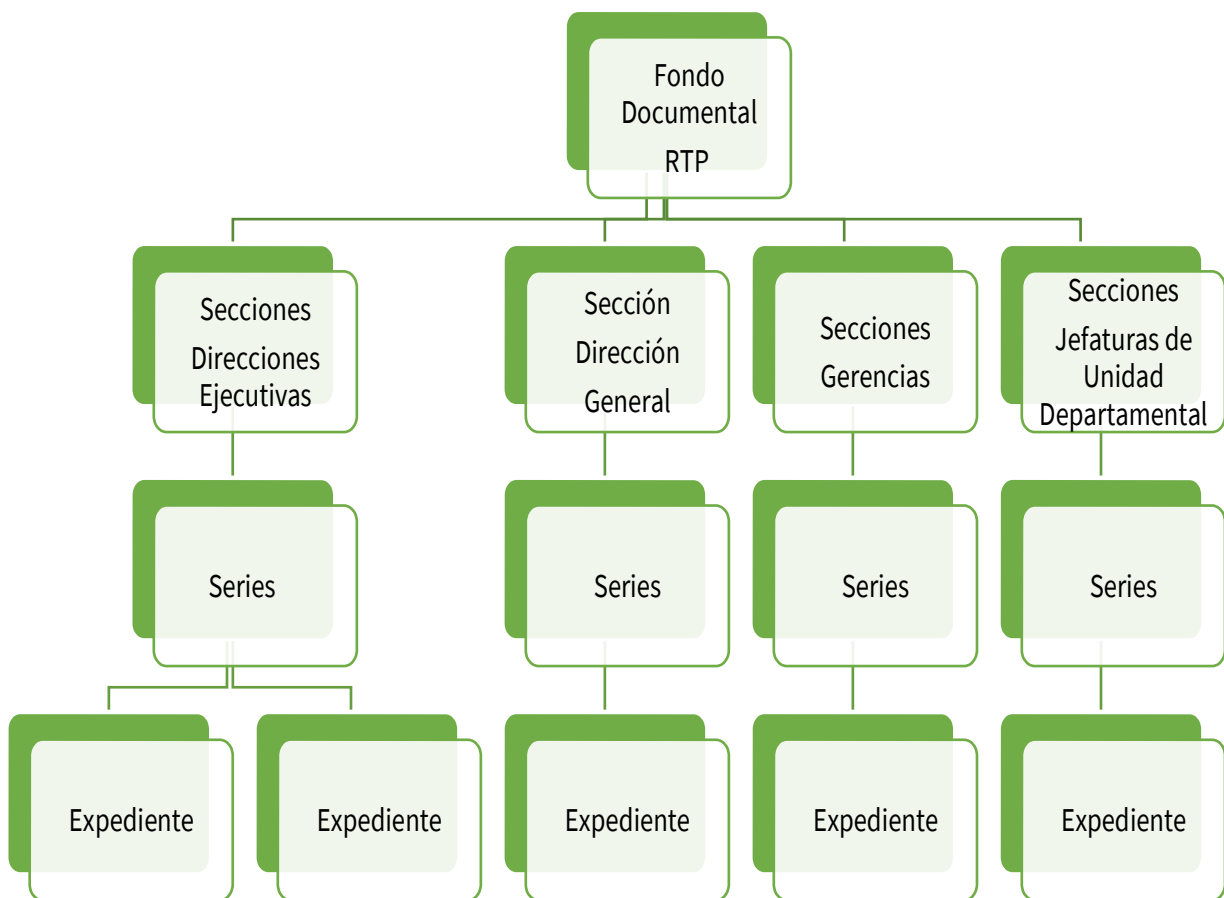 Fondo
Documental
RTP
Secciones
Direcciones
Ejecutivas
Sección
Dirección
General
Secciones
Gerencias
Secciones
Jefaturas de
Unidad
Departamental
Series
Series
Series
Series
Expediente
Expediente
Expediente
Expediente
Expediente